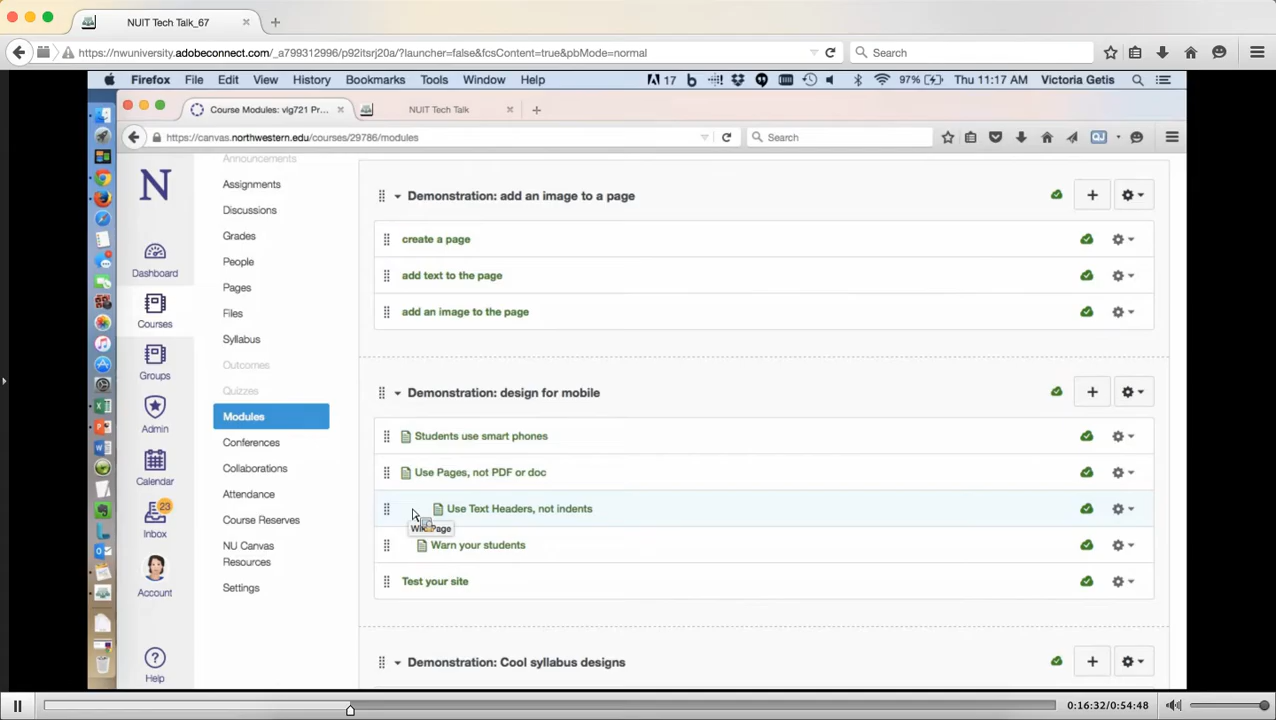 NUIT Tech Talk_67
https://nwuniversity.adobeconnect.com/_a799312996/p92itsrj20a/?launcher=false&fcsContent=true&pbMode=normal
Search
Firefox File Edit View History Bookmarks Tools Window Help
17 97% Thu 11:17 AM Victoria Getis
Course Modules: vlg721 Pr...
NUIT Tech Talk
https://canvas.northwestern.edu/courses/29786/modules
Search
N
Dashboard
Courses
Groups
Admin
Calendar
23
Inbox
Account
Help
Announcements
Assignments
Discussions
Grades
People
Pages
Files
Syllabus
Outcomes
Quizzes
Modules
Conferences
Collaborations
Attendance
Course Reserves
NU Canvas
Resources
Settings
Demonstration: add an image to a page
create a page
add text to the page
add an image to the page
Demonstration: design for mobile
Students use smart phones
Use Pages, not PDF or doc
Use Text Headers, not indents
Warn your students
Test your site
Demonstration: Cool syllabus designs
0:16:32/0:54:48